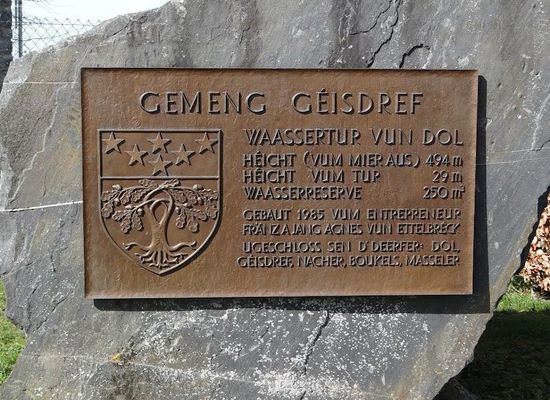 GEMENG GÉISDREF
WAASSERTUR VUN DOL
HÉICHT (VUM MIER AUS) 494 m
HÉICHT VUM TUR 29 m
WAASSERRESERVE 250 m³
GEBAUT 1985 VUM ENTREPRENEUR
FRÄNZ A JANG AGNES VUN ETTELBRÉCK
UGESCHLOSS SEN D'DEERFER: DOL,
GÉISDREF, NACHER, BOUKELS, MASSELER